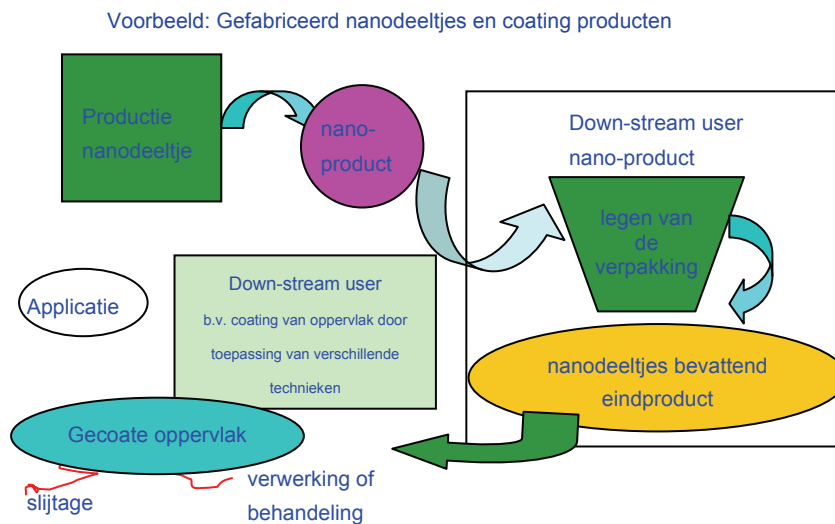 Voorbeeld: Gefabriceerd nanodeeltjes en coating producten
Productie
nanodeeltje
nano-
product
Down-stream user
nano-product
legen van
de
verpakking
nanodeeltjes bevattend
eindproduct
Down-stream user
b.v. coating van oppervlak door
toepassing van verschillende
technieken
Applicatie
Gecoate oppervlak
slijtage
verwerking of
behandeling